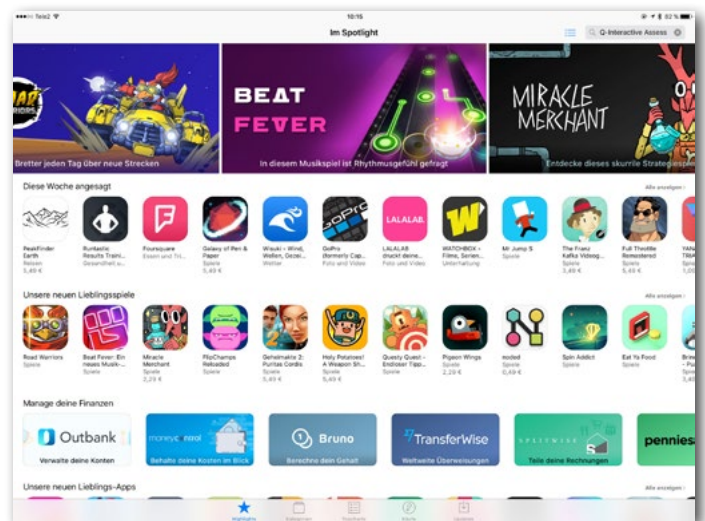 Tele2
10:15
82 %
Im Spotlight
Q-Interactive Assess
Bretter jeden Tag über neue Strecken
BEAT
FEVER
In diesem Musikspiel ist Rhythmusgefühl gefragt
MIRACLE
MERCHANT
Entdecke dieses skurrile Strategiespiel
Diese Woche angesagt
Alle anzeigen
PeakFinder Earth
Reisen
5,49 €
Runtastic Results Traini...
Gesundheit u...
Foursquare
Essen und Tri...
Galaxy of Pen & Paper
Spiele
5,49 €
Wisuki - Wind, Wellen, Gezei...
Wetter
GoPro
GoPro (formerly Cap...
Foto und Video
LALALAB.
LALALAB. druckt deine...
Foto und Video
WATCHBOX - Filme, Serien...
Unterhaltung
Mr Jump S
Spiele
The Franz Kafka Videog...
Spiele
3,49 €
Full Throttle Remastered
Spiele
5,49 €
Unsere neuen Lieblingsspiele
Alle anzeigen
Road Warriors
Spiele
Beat Fever: Ein neues Musik-...
Spiele
Miracle Merchant
Spiele
2,29 €
FlipChamps Reloaded
Spiele
Geheimakte 2: Puritas Cordis
Spiele
5,49 €
Holy Potatoes! A Weapon Sh...
Spiele
5,49 €
Questy Quest - Endloser Tipp...
Spiele
Pigeon Wings
Spiele
2,29 €
noded
Spiele
0,49 €
Spin Addict
Spiele
Eat Ya Food
Spiele
Manage deine Finanzen
Outbank
Verwalte deine Konten
moneycontrol
Behalte deine Kosten im Blick
Bruno
Berechne dein Gehalt
TransferWise
Weltweite Überweisungen
SPLITWISE
Teile deine Rechnungen
pennies
Unsere neuen Lieblings-Apps
Alle anzeigen
Highlights
Kategorien
Topcharts
Käufe
Updates